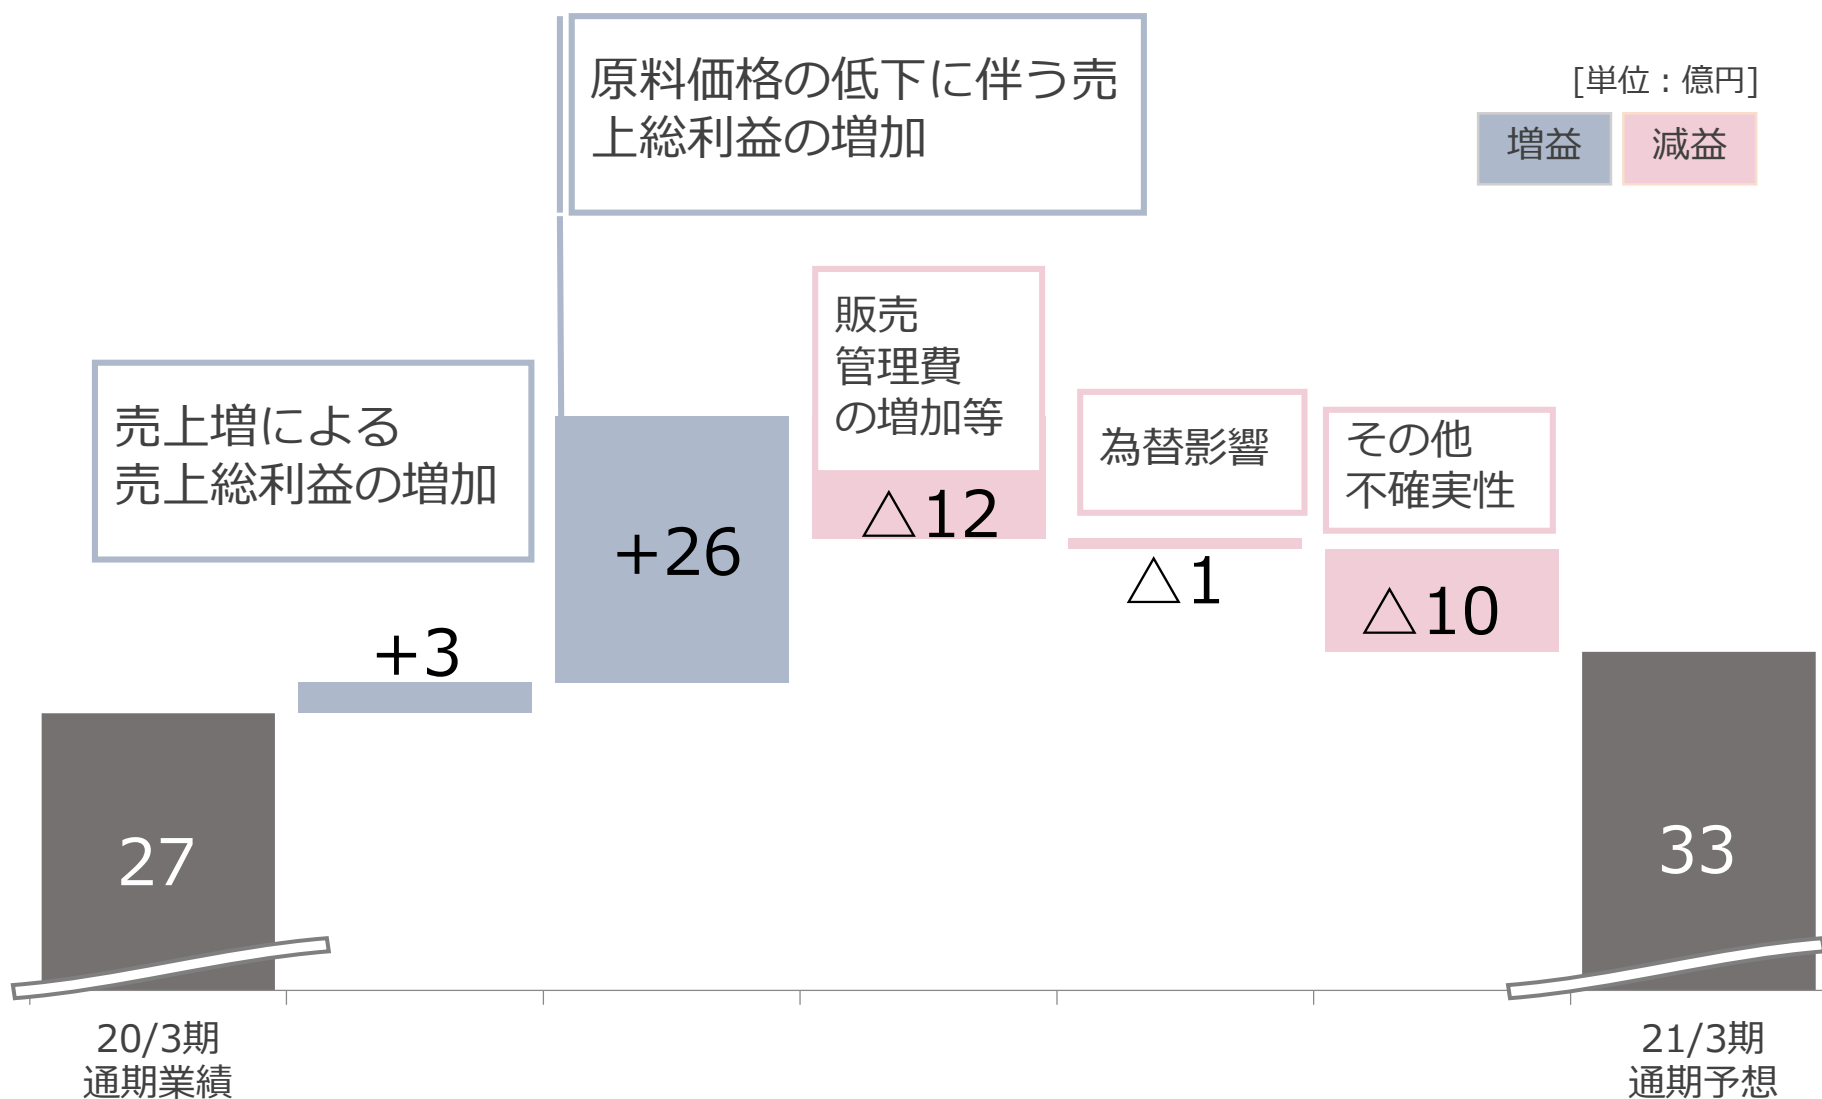 原料価格の低下に伴う売
上総利益の増加
[単位：億円]
増益
減益
販売
管理費
の増加等
売上増による
売上総利益の増加
為替影響
その他
不確実性
+3
+26
△12
△1
△10
27
33
20/3期
通期業績
21/3期
通期予想